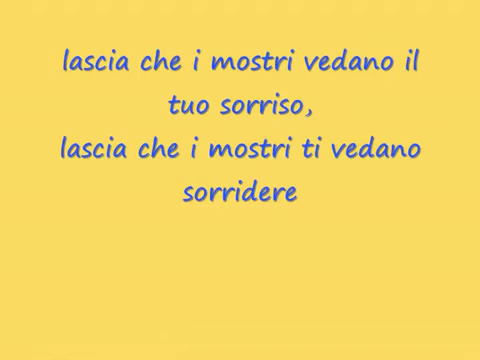 lascia che i mostri vedano il
tuo sorriso,
lascia che i mostri ti vedano
sorridere